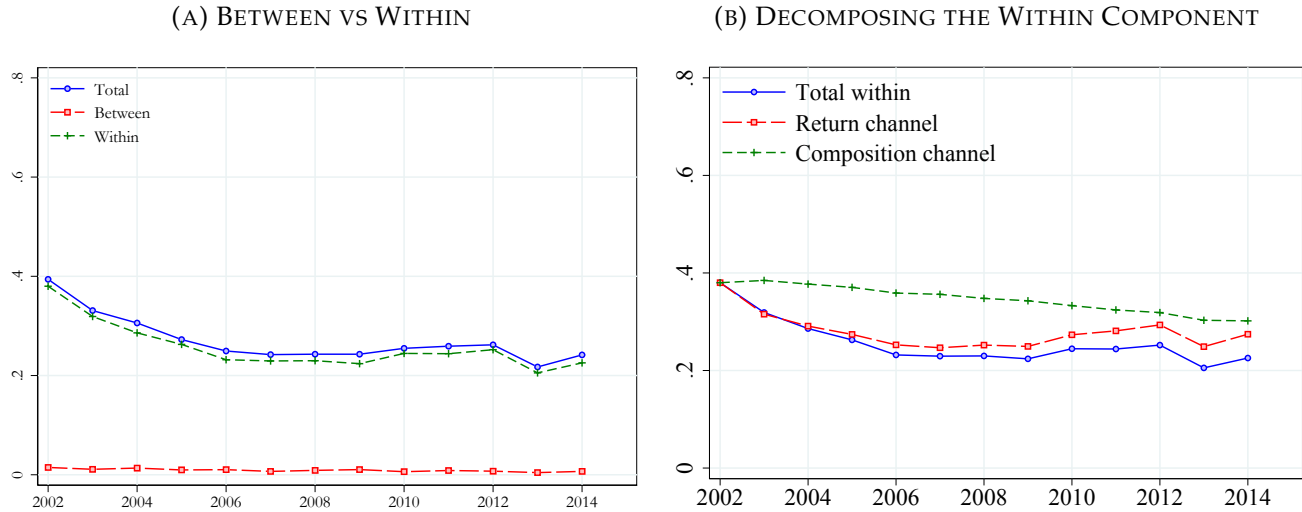 (A) BETWEEN VS WITHIN
.8
.6
.4
.2
0
Total
Between
Within
2002 2004 2006 2008 2010 2012 2014
(B) DECOMPOSING THE WITHIN COMPONENT
.8
.6
.4
.2
0
Total within
Return channel
Composition channel
2002 2004 2006 2008 2010 2012 2014